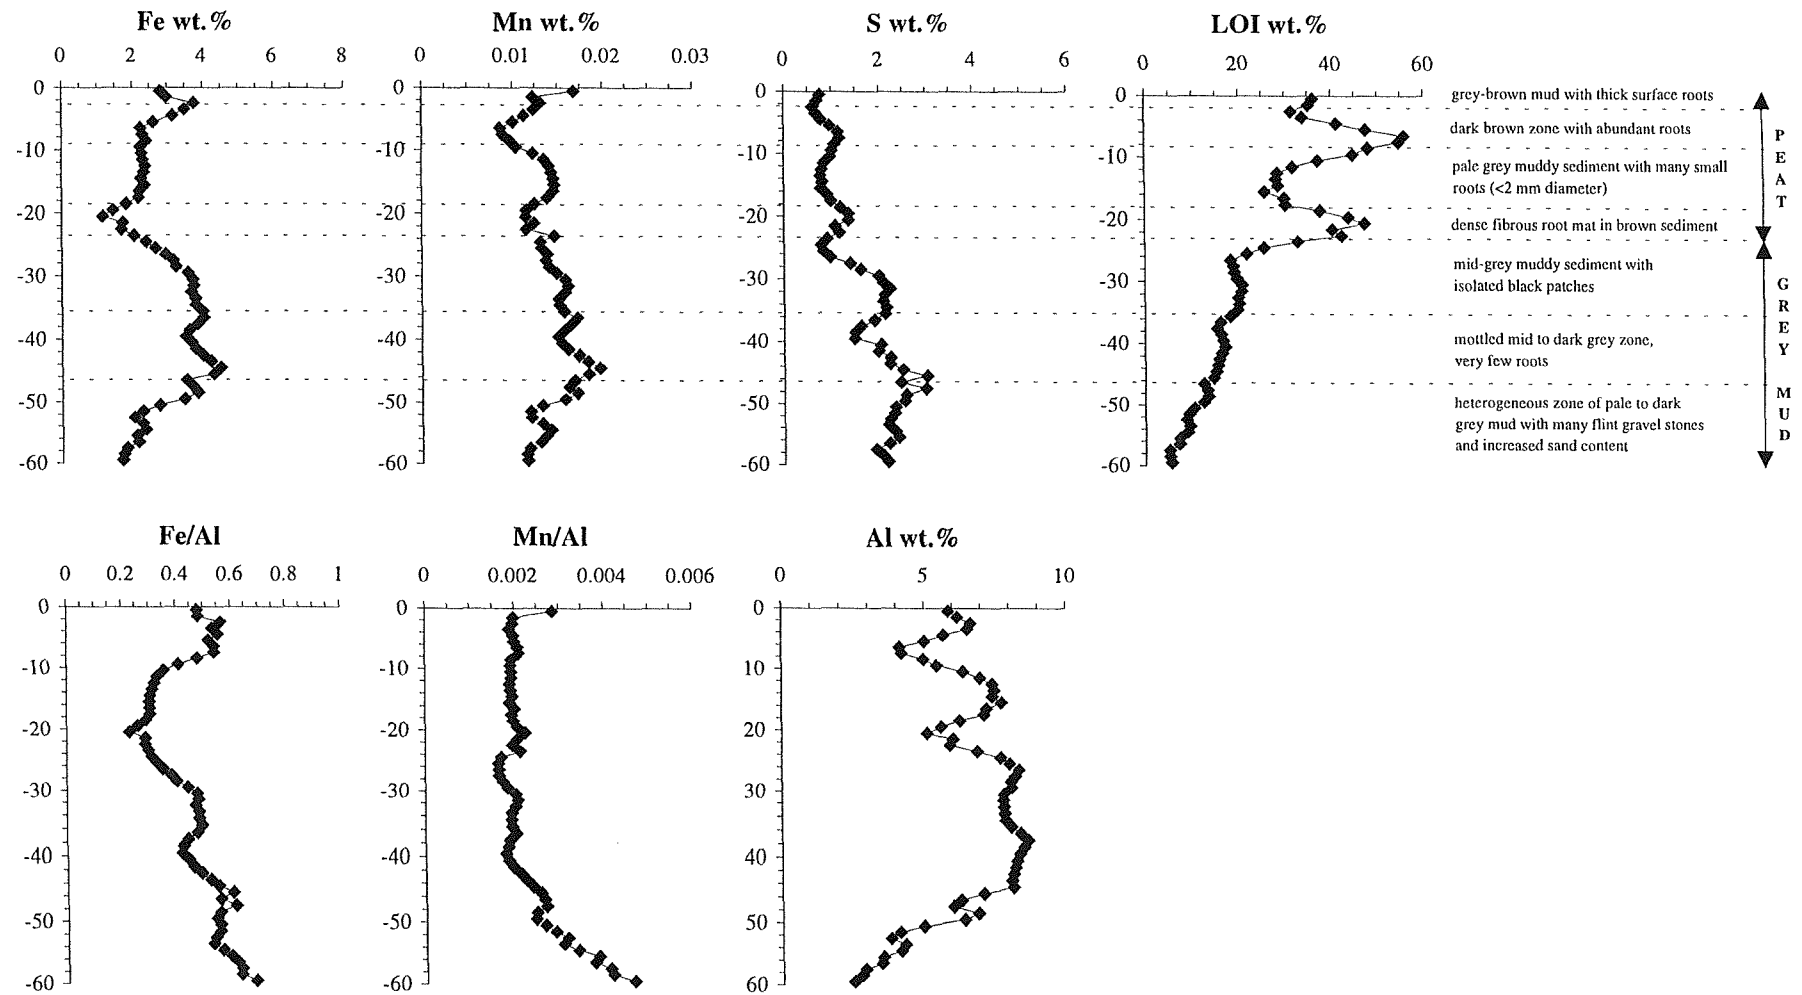 Fe wt.% Mn wt.% S wt.% LOI wt.%
0 2 4 6 8 0 0.01 0.02 0.03 0 2 4 6 0 20 40 60
0 0 0 0 grey-brown mud with thick surface roots
dark brown zone with abundant roots
-10 -10 -10 -10 pale grey muddy sediment with many small
roots (<2 mm diameter)
-20 -20 -20 -20 dense fibrous root mat in brown sediment
PEAT
-30 -30 -30 -30 mid-grey muddy sediment with
isolated black patches
-40 -40 -40 -40 mottled mid to dark grey zone,
very few roots
-50 -50 -50 -50 heterogeneous zone of pale to dark
grey mud with many flint gravel stones
and increased sand content
-60 -60 -60 -60
GREY MUD
Fe/Al Mn/Al Al wt.%
0 0.2 0.4 0.6 0.8 1 0 0.002 0.004 0.006 0 5 10
0 0 0
-10 -10 10
-20 -20 20
-30 -30 30
-40 -40 40
-50 -50 50
-60 -60 60